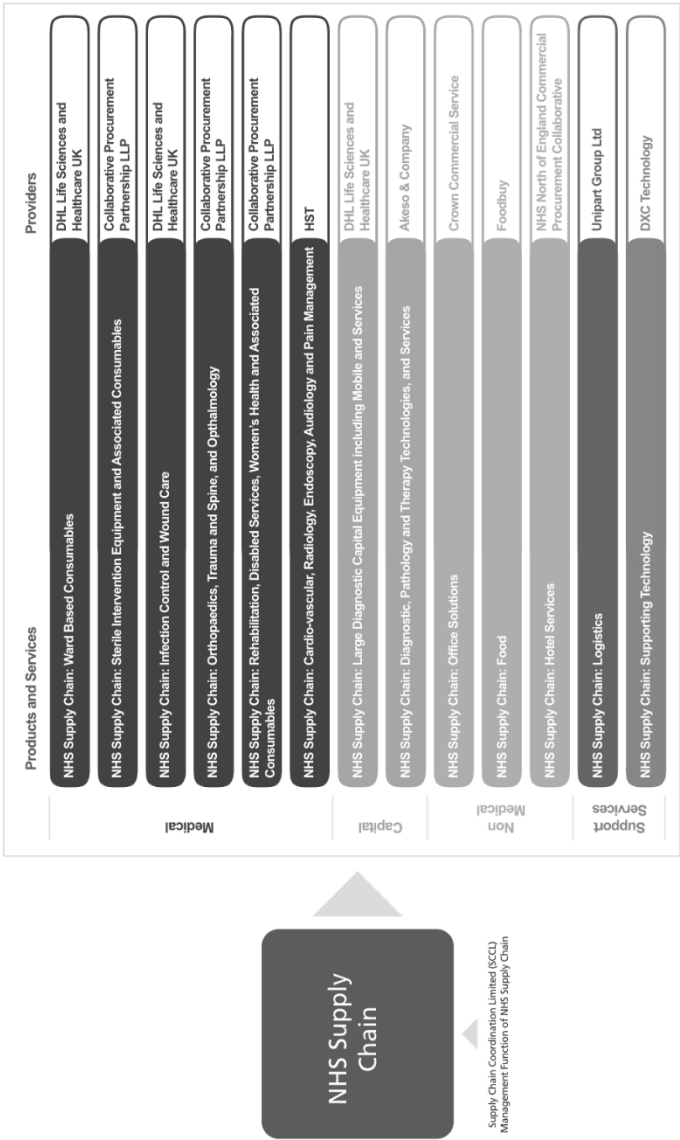 NHS Supply
Chain
Supply Chain Coordination Limited (SCCL)
Management Function of NHS Supply Chain
Products and Services
Providers
Medical
NHS Supply Chain: Ward Based Consumables
DHL Life Sciences and
Healthcare UK
NHS Supply Chain: Sterile Intervention Equipment and Associated Consumables
Collaborative Procurement
Partnership LLP
NHS Supply Chain: Infection Control and Wound Care
DHL Life Sciences and
Healthcare UK
NHS Supply Chain: Orthopaedics, Trauma and Spine, and Opthalmology
Collaborative Procurement
Partnership LLP
NHS Supply Chain: Rehabilitation, Disabled Services, Women's Health and Associated
Consumables
Collaborative Procurement
Partnership LLP
NHS Supply Chain: Cardio-vascular, Radiology, Endoscopy, Audiology and Pain Management
HST
Capital
NHS Supply Chain: Large Diagnostic Capital Equipment including Mobile and Services
DHL Life Sciences and
Healthcare UK
NHS Supply Chain: Diagnostic, Pathology and Therapy Technologies, and Services
Akeso & Company
Non
Medical
NHS Supply Chain: Office Solutions
Crown Commercial Service
NHS Supply Chain: Food
Foodbuy
NHS Supply Chain: Hotel Services
NHS North of England Commercial
Procurement Collaborative
Support
Services
NHS Supply Chain: Logistics
Unipart Group Ltd
NHS Supply Chain: Supporting Technology
DXC Technology